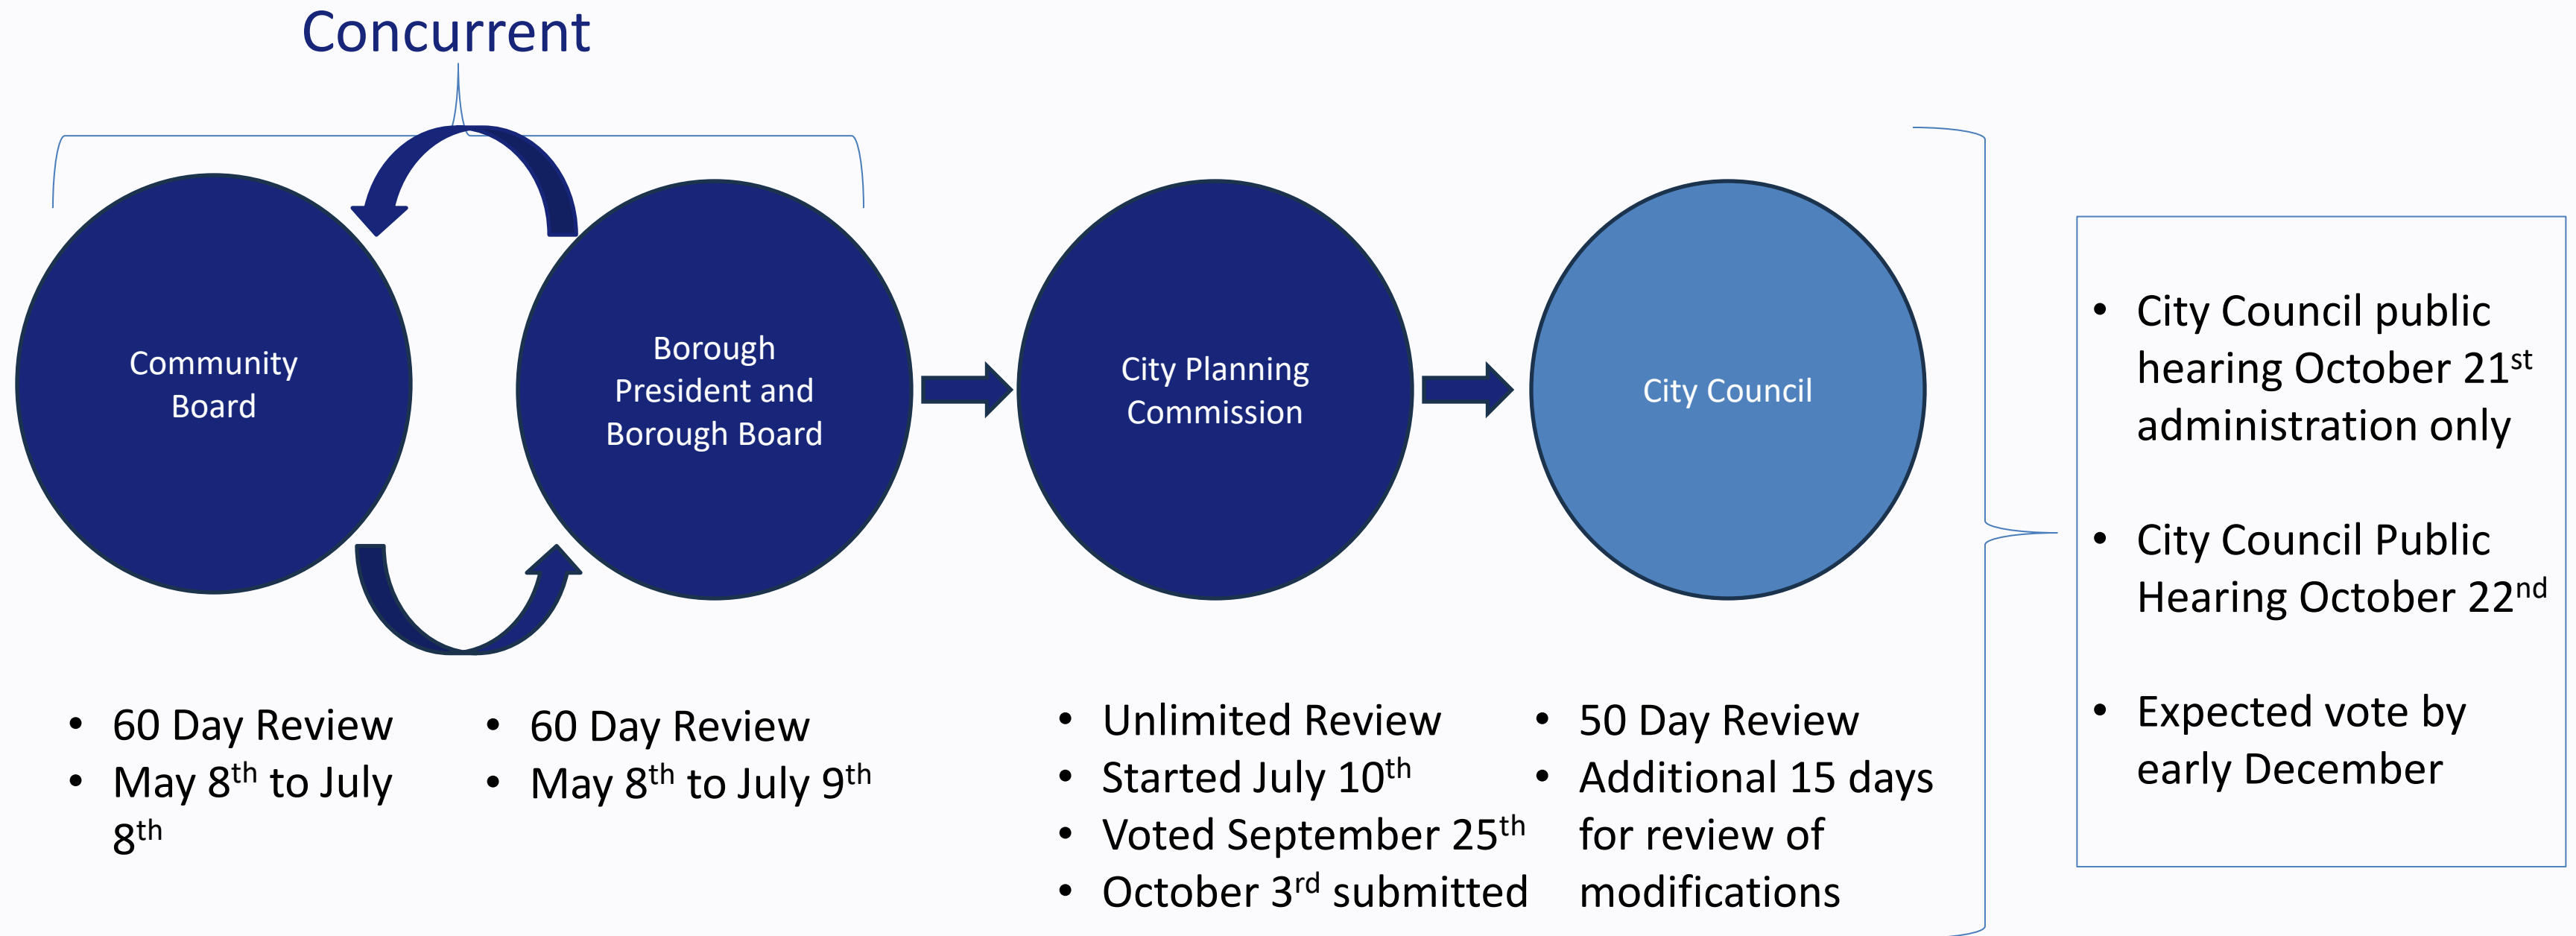 Concurrent
Community
Board
Borough
President and
Borough Board
City Planning
Commission
City Council
• 60 Day Review
• May 8th to July
8th
• 60 Day Review
• May 8th to July 9th
• Unlimited Review
• Started July 10th
• Voted September 25th
• October 3rd submitted
• 50 Day Review
• Additional 15 days
for review of
modifications
• City Council public
hearing October 21st
administration only
• City Council Public
Hearing October 22nd
• Expected vote by
early December